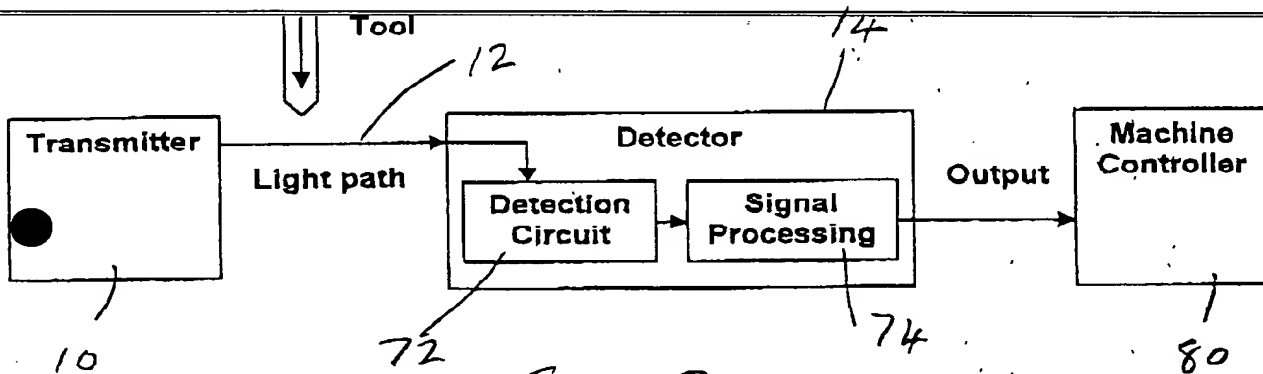 Tool
14
12
Transmitter
Detector
Machine
Controller
Light path
Output
Detection
Circuit
Signal
Processing
10
72
74
80